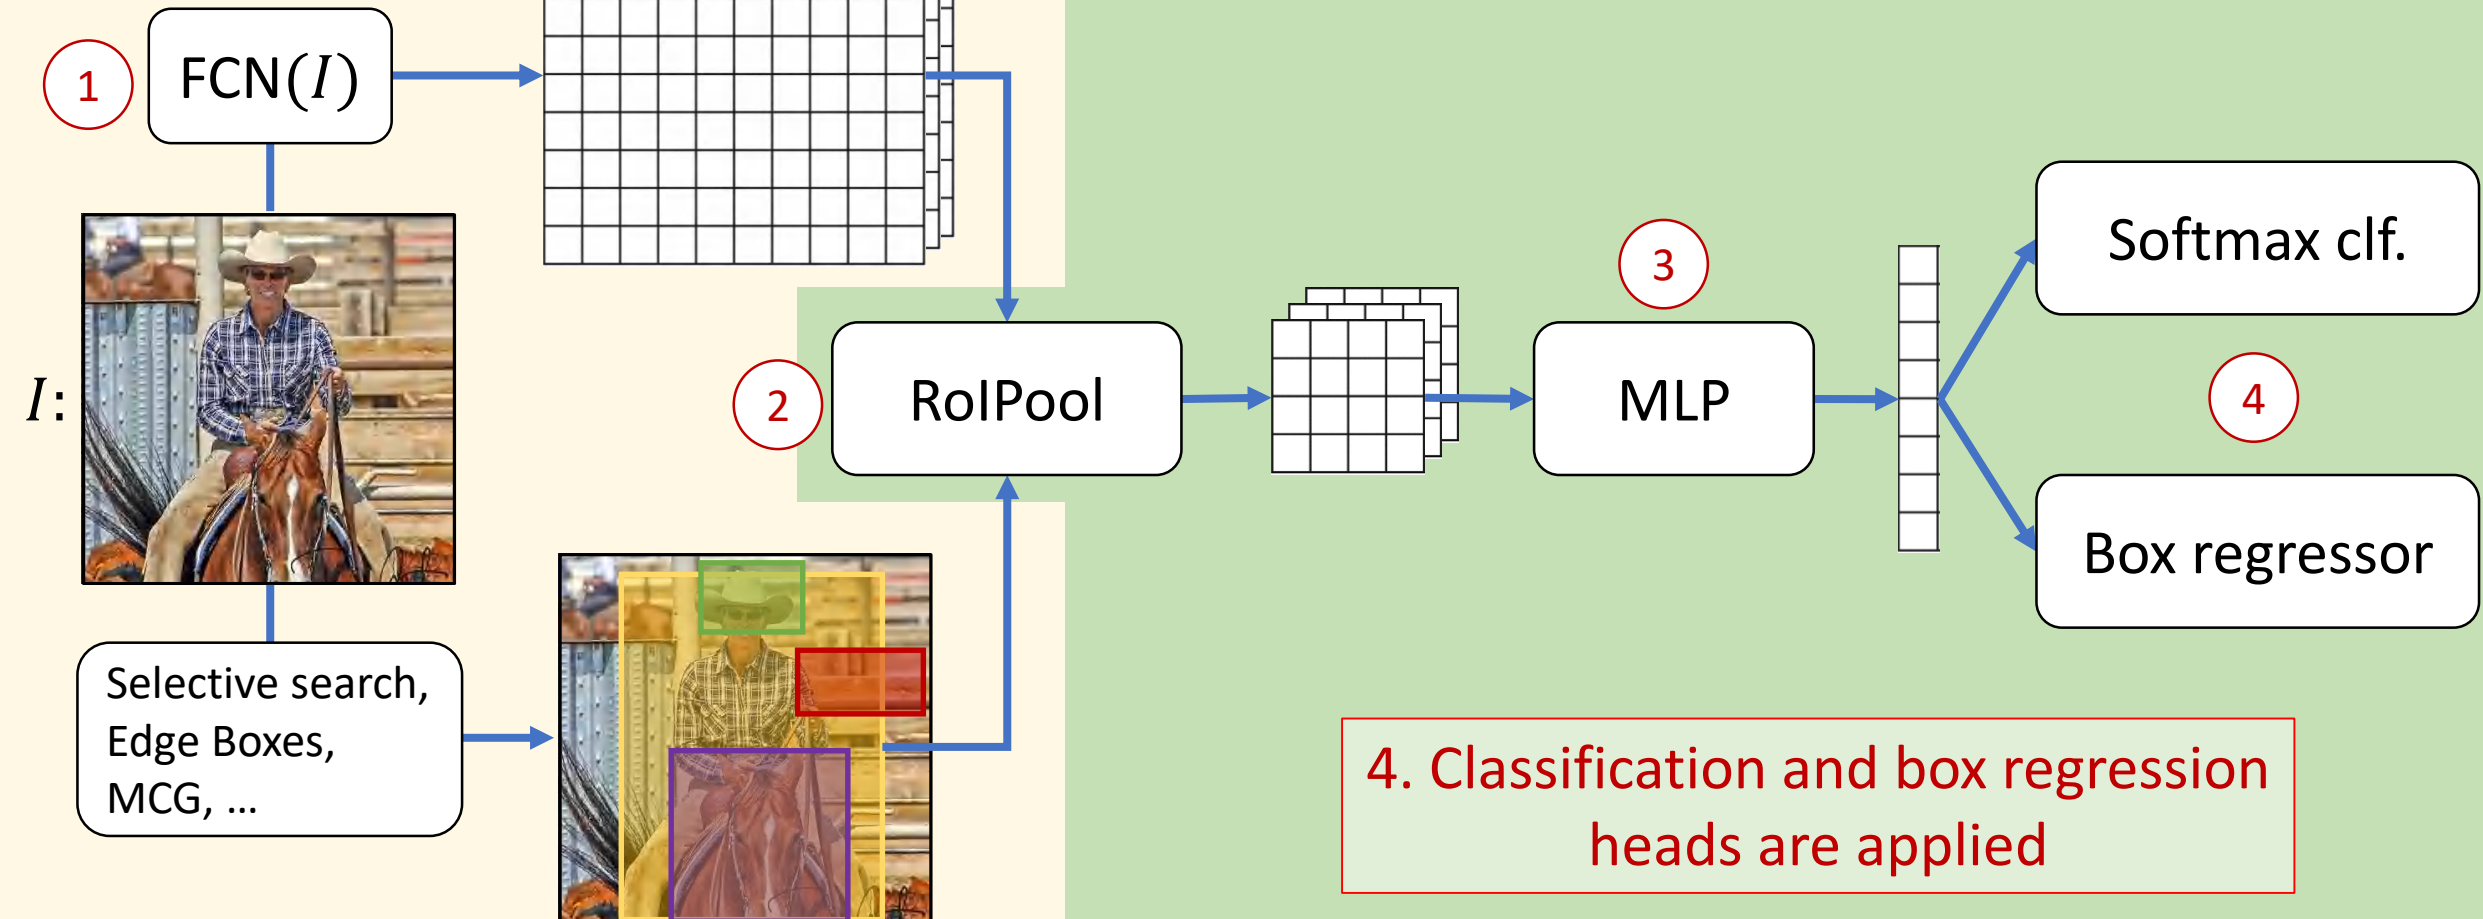 1
FCN(I)
I:
Selective search,
Edge Boxes,
MCG, ...
2
RoIPool
3
MLP
Softmax clf.
4
Box regressor
4. Classification and box regression
heads are applied